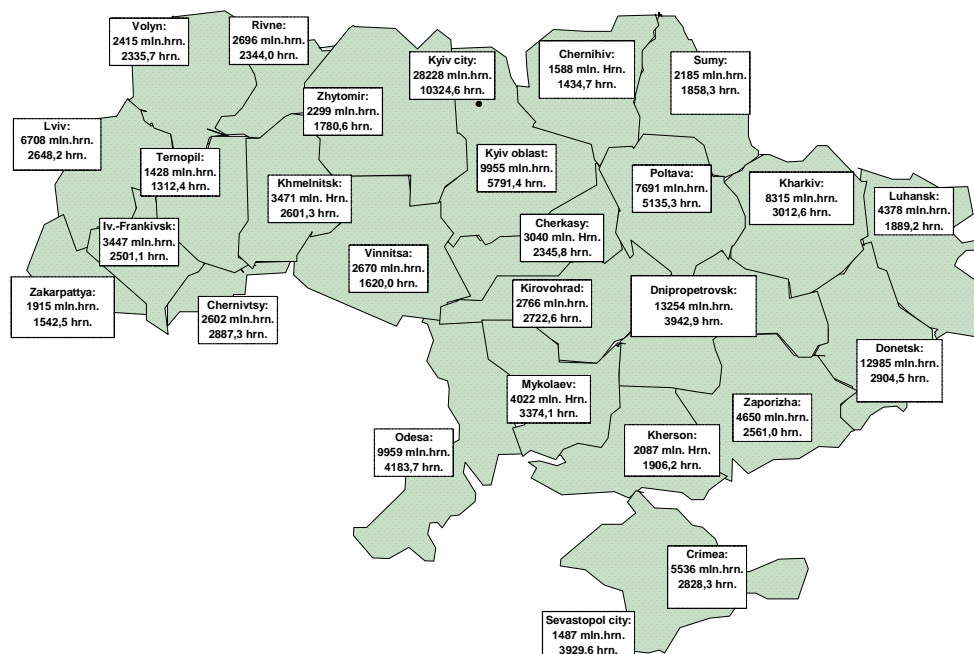 Volyn:
2415 mln.hrn.
2335,7 hrn.
Rivne:
2696 mln.hrn.
2344,0 hrn.
Kyiv city:
28228 mln.hrn.
10324,6 hrn.
Chernihiv:
1588 mln. Hrn.
1434,7 hrn.
Sumy:
2185 mln.hrn.
1858,3 hrn.
Zhytomir:
2299 mln.hrn.
1780,6 hrn.
Lviv:
6708 mln.hrn.
2648,2 hrn.
Ternopil:
1428 mln.hrn.
1312,4 hrn.
Khmelnitsk:
3471 mln. Hrn.
2601,3 hrn.
Kyiv oblast:
9955 mln.hrn.
5791,4 hrn.
Poltava:
7691 mln.hrn.
5135,3 hrn.
Kharkiv:
8315 mln.hrn.
3012,6 hrn.
Luhansk:
4378 mln.hrn.
1889,2 hrn.
Iv.-Frankivsk:
3447 mln.hrn.
2501,1 hrn.
Cherkasy:
3040 mln. Hrn.
2345,8 hrn.
Vinnitsa:
2670 mln.hrn.
1620,0 hrn.
Zakarpattya:
1915 mln.hrn.
1542,5 hrn.
Chernivtsy:
2602 mln.hrn.
2887,3 hrn.
Kirovohrad:
2766 mln.hrn.
2722,6 hrn.
Dnipropetrovsk:
13254 mln.hrn.
3942,9 hrn.
Donetsk:
12985 mln.hrn.
2904,5 hrn.
Mykolaev:
4022 mln. Hrn.
3374,1 hrn.
Zaporizha:
4650 mln.hrn.
2561,0 hrn.
Odesa:
9959 mln.hrn.
4183,7 hrn.
Kherson:
2087 mln. Hrn.
1906,2 hrn.
Crimea:
5536 mln.hrn.
2828,3 hrn.
Sevastopol city:
1487 mln.hrn.
3929,6 hrn.